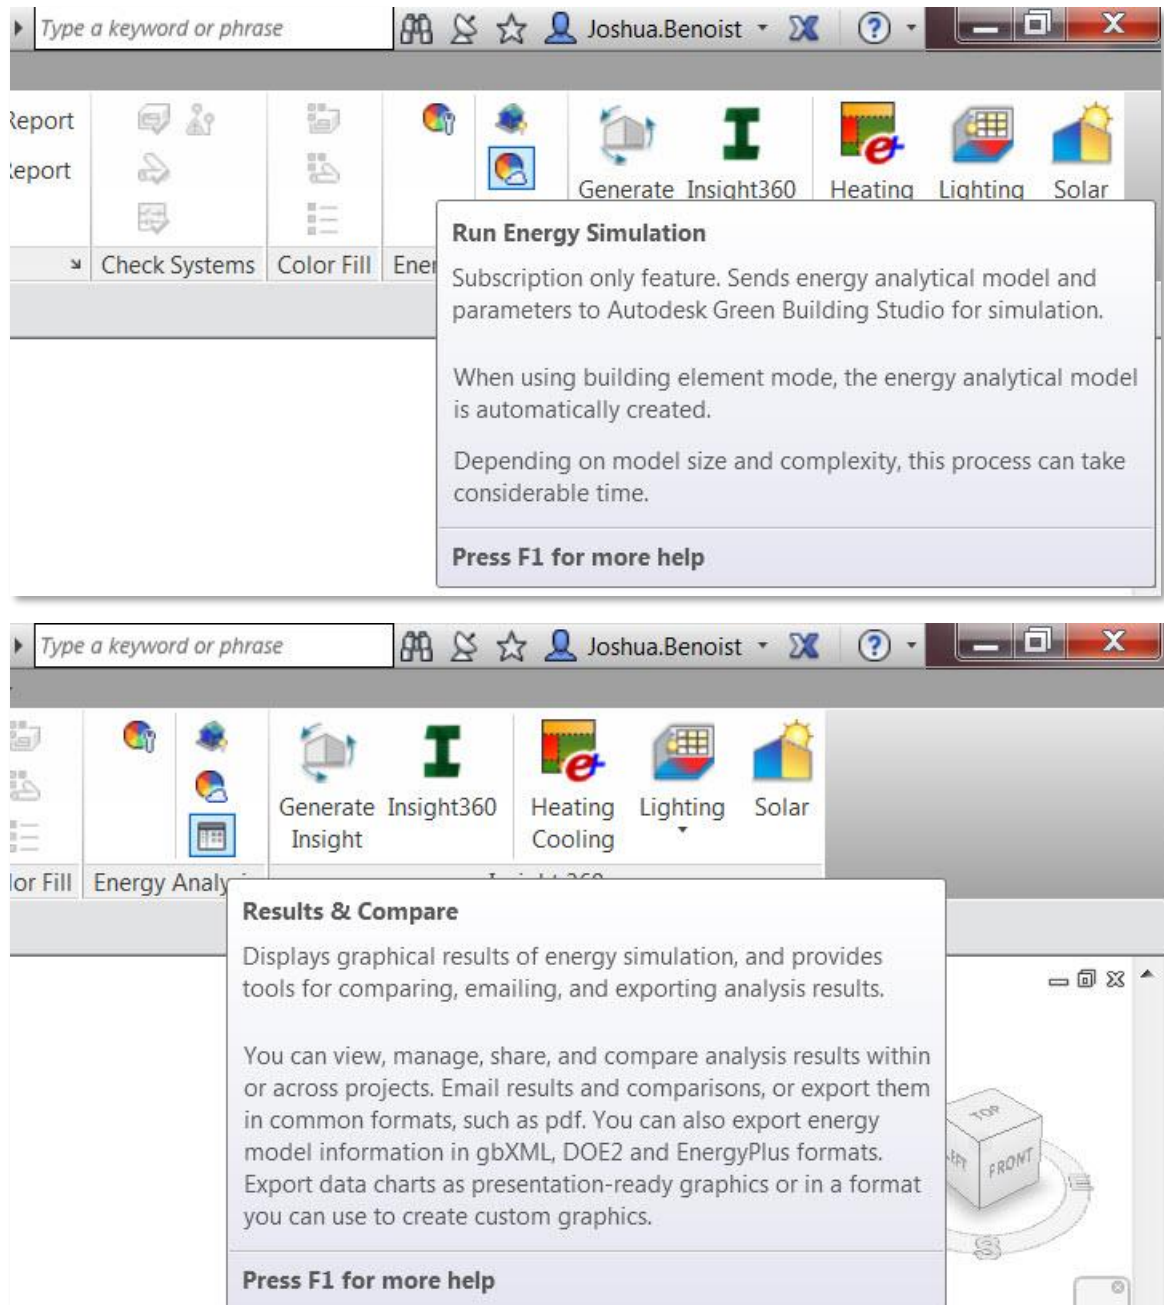 Type a keyword or phrase
Joshua.Benoist
Report
Generate Insight360 Heating Lighting Solar
Check Systems Color Fill
Run Energy Simulation
Subscription only feature. Sends energy analytical model and
parameters to Autodesk Green Building Studio for simulation.
When using building element mode, the energy analytical model
is automatically created.
Depending on model size and complexity, this process can take
considerable time.
Press F1 for more help
Type a keyword or phrase
Joshua.Benoist
Generate Insight360 Heating Lighting Solar
Insight Cooling
Fill Energy
Results & Compare
Displays graphical results of energy simulation, and provides
tools for comparing, emailing, and exporting analysis results.
You can view, manage, share, and compare analysis results within
or across projects. Email results and comparisons, or export them
in common formats, such as pdf. You can also export energy
model information in gbXML, DOE2 and EnergyPlus formats.
Export data charts as presentation-ready graphics or in a format
you can use to create custom graphics.
Press F1 for more help
TOP
FRONT
S
E